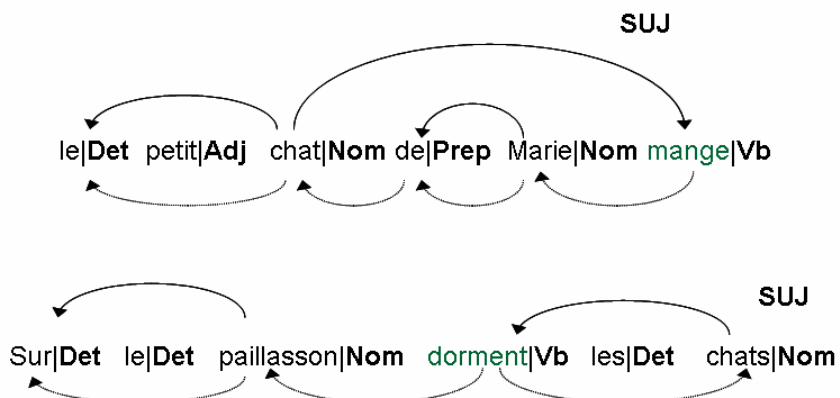 SUJ
le|Det petit|Adj chat|Nom de|Prep Marie|Nom mange|Vb
SUJ
Sur|Det le|Det paillasson|Nom dorment|Vb les|Det chats|Nom